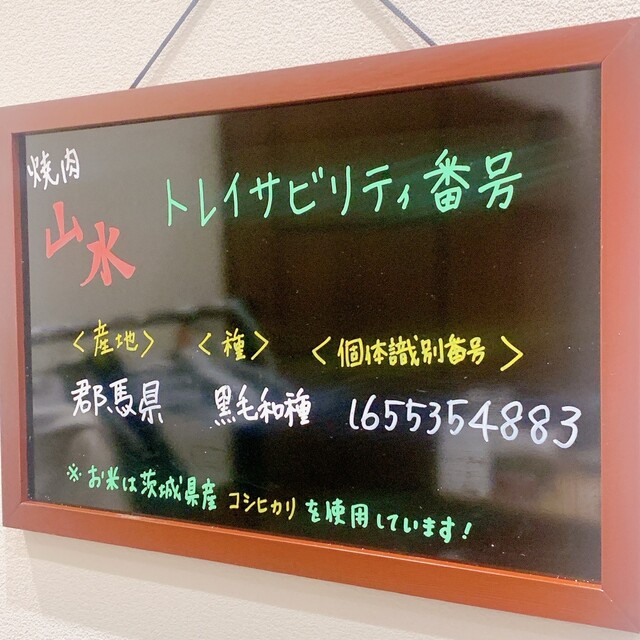 焼肉
山水
トレイサビリティ番号
<産地> <種> <個体識別番号>
郡馬県 黒毛和種 1655354883
※お米は茨城県産コシヒカリを使用しています!